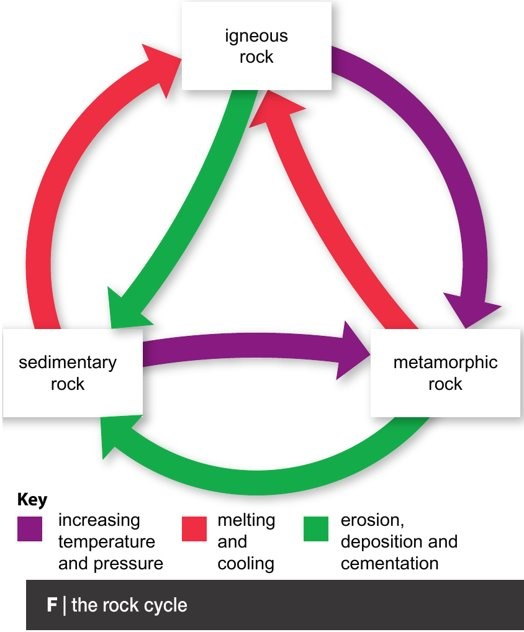 igneous
rock
sedimentary
rock
metamorphic
rock
Key
increasing
temperature
and pressure
melting
and
cooling
erosion,
deposition and
cementation
F | the rock cycle